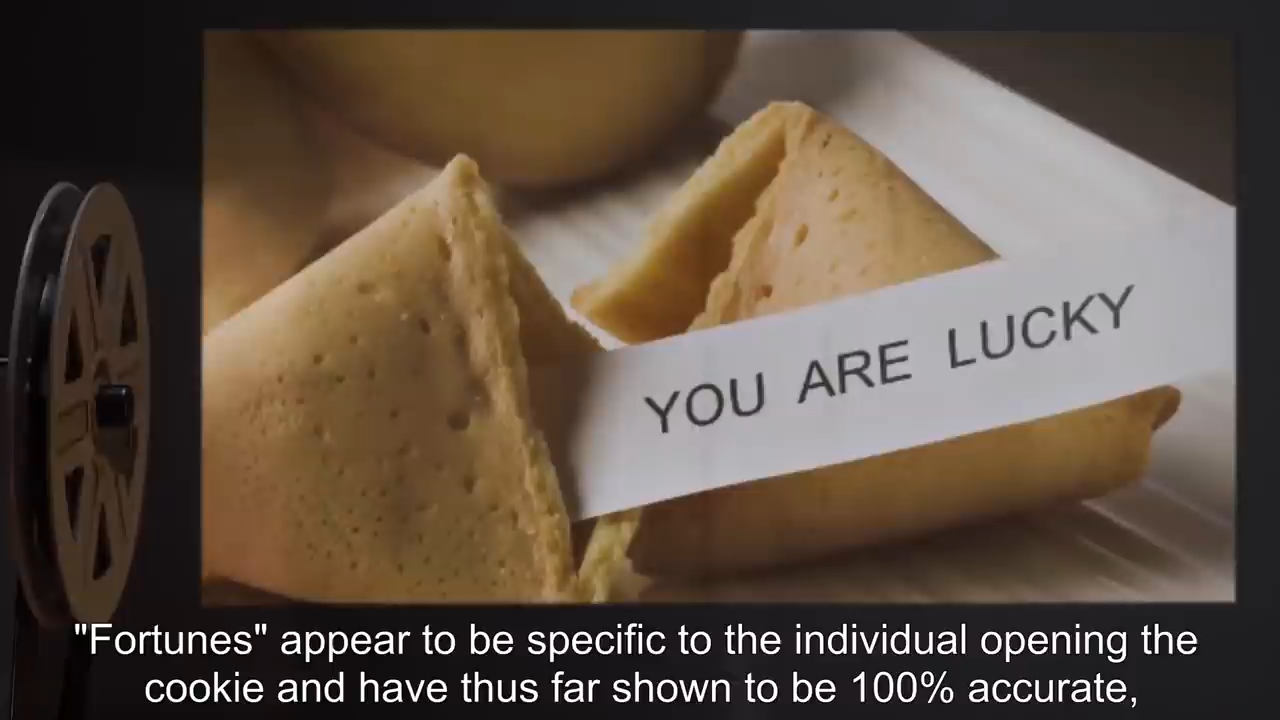 YOU ARE LUCKY
"Fortunes" appear to be specific to the individual opening the
cookie and have thus far shown to be 100% accurate,